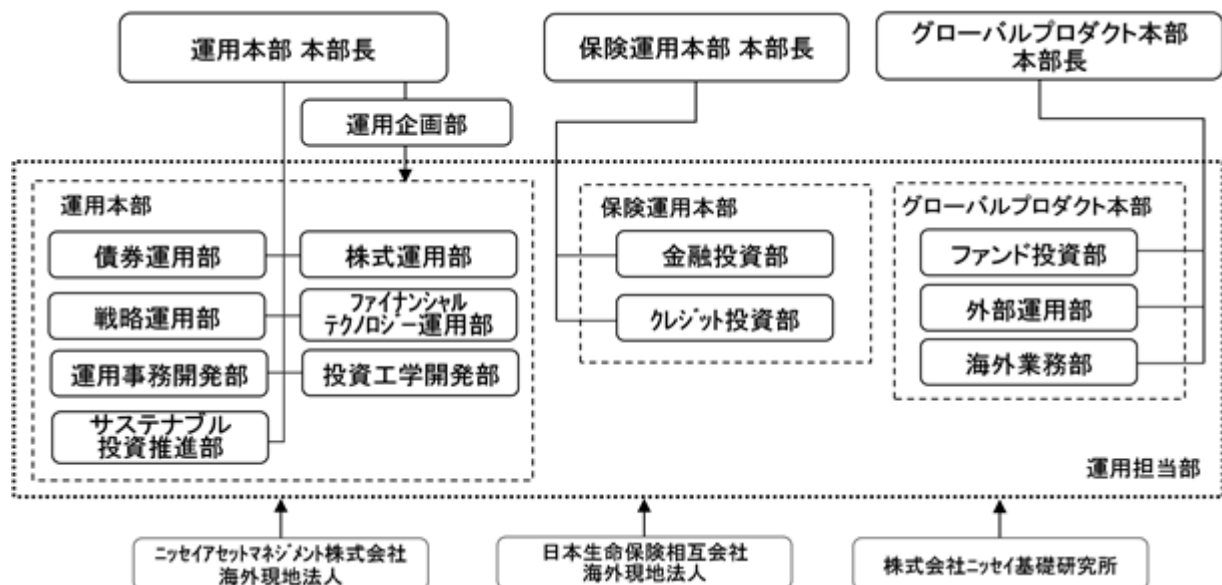 運用本部 本部長
保険運用本部 本部長
グローバルプロダクト本部
本部長
運用企画部
運用本部
債券運用部
株式運用部
戦略運用部
ファイナンシャル
テクノロジー運用部
運用事務開発部
投資工学開発部
サステナブル
投資推進部
保険運用本部
金融投資部
クレジット投資部
グローバルプロダクト本部
ファンド投資部
外部運用部
海外業務部
運用担当部
ニッセイアセットマネジメント株式会社
海外現地法人
日本生命保険相互会社
海外現地法人
株式会社ニッセイ基礎研究所